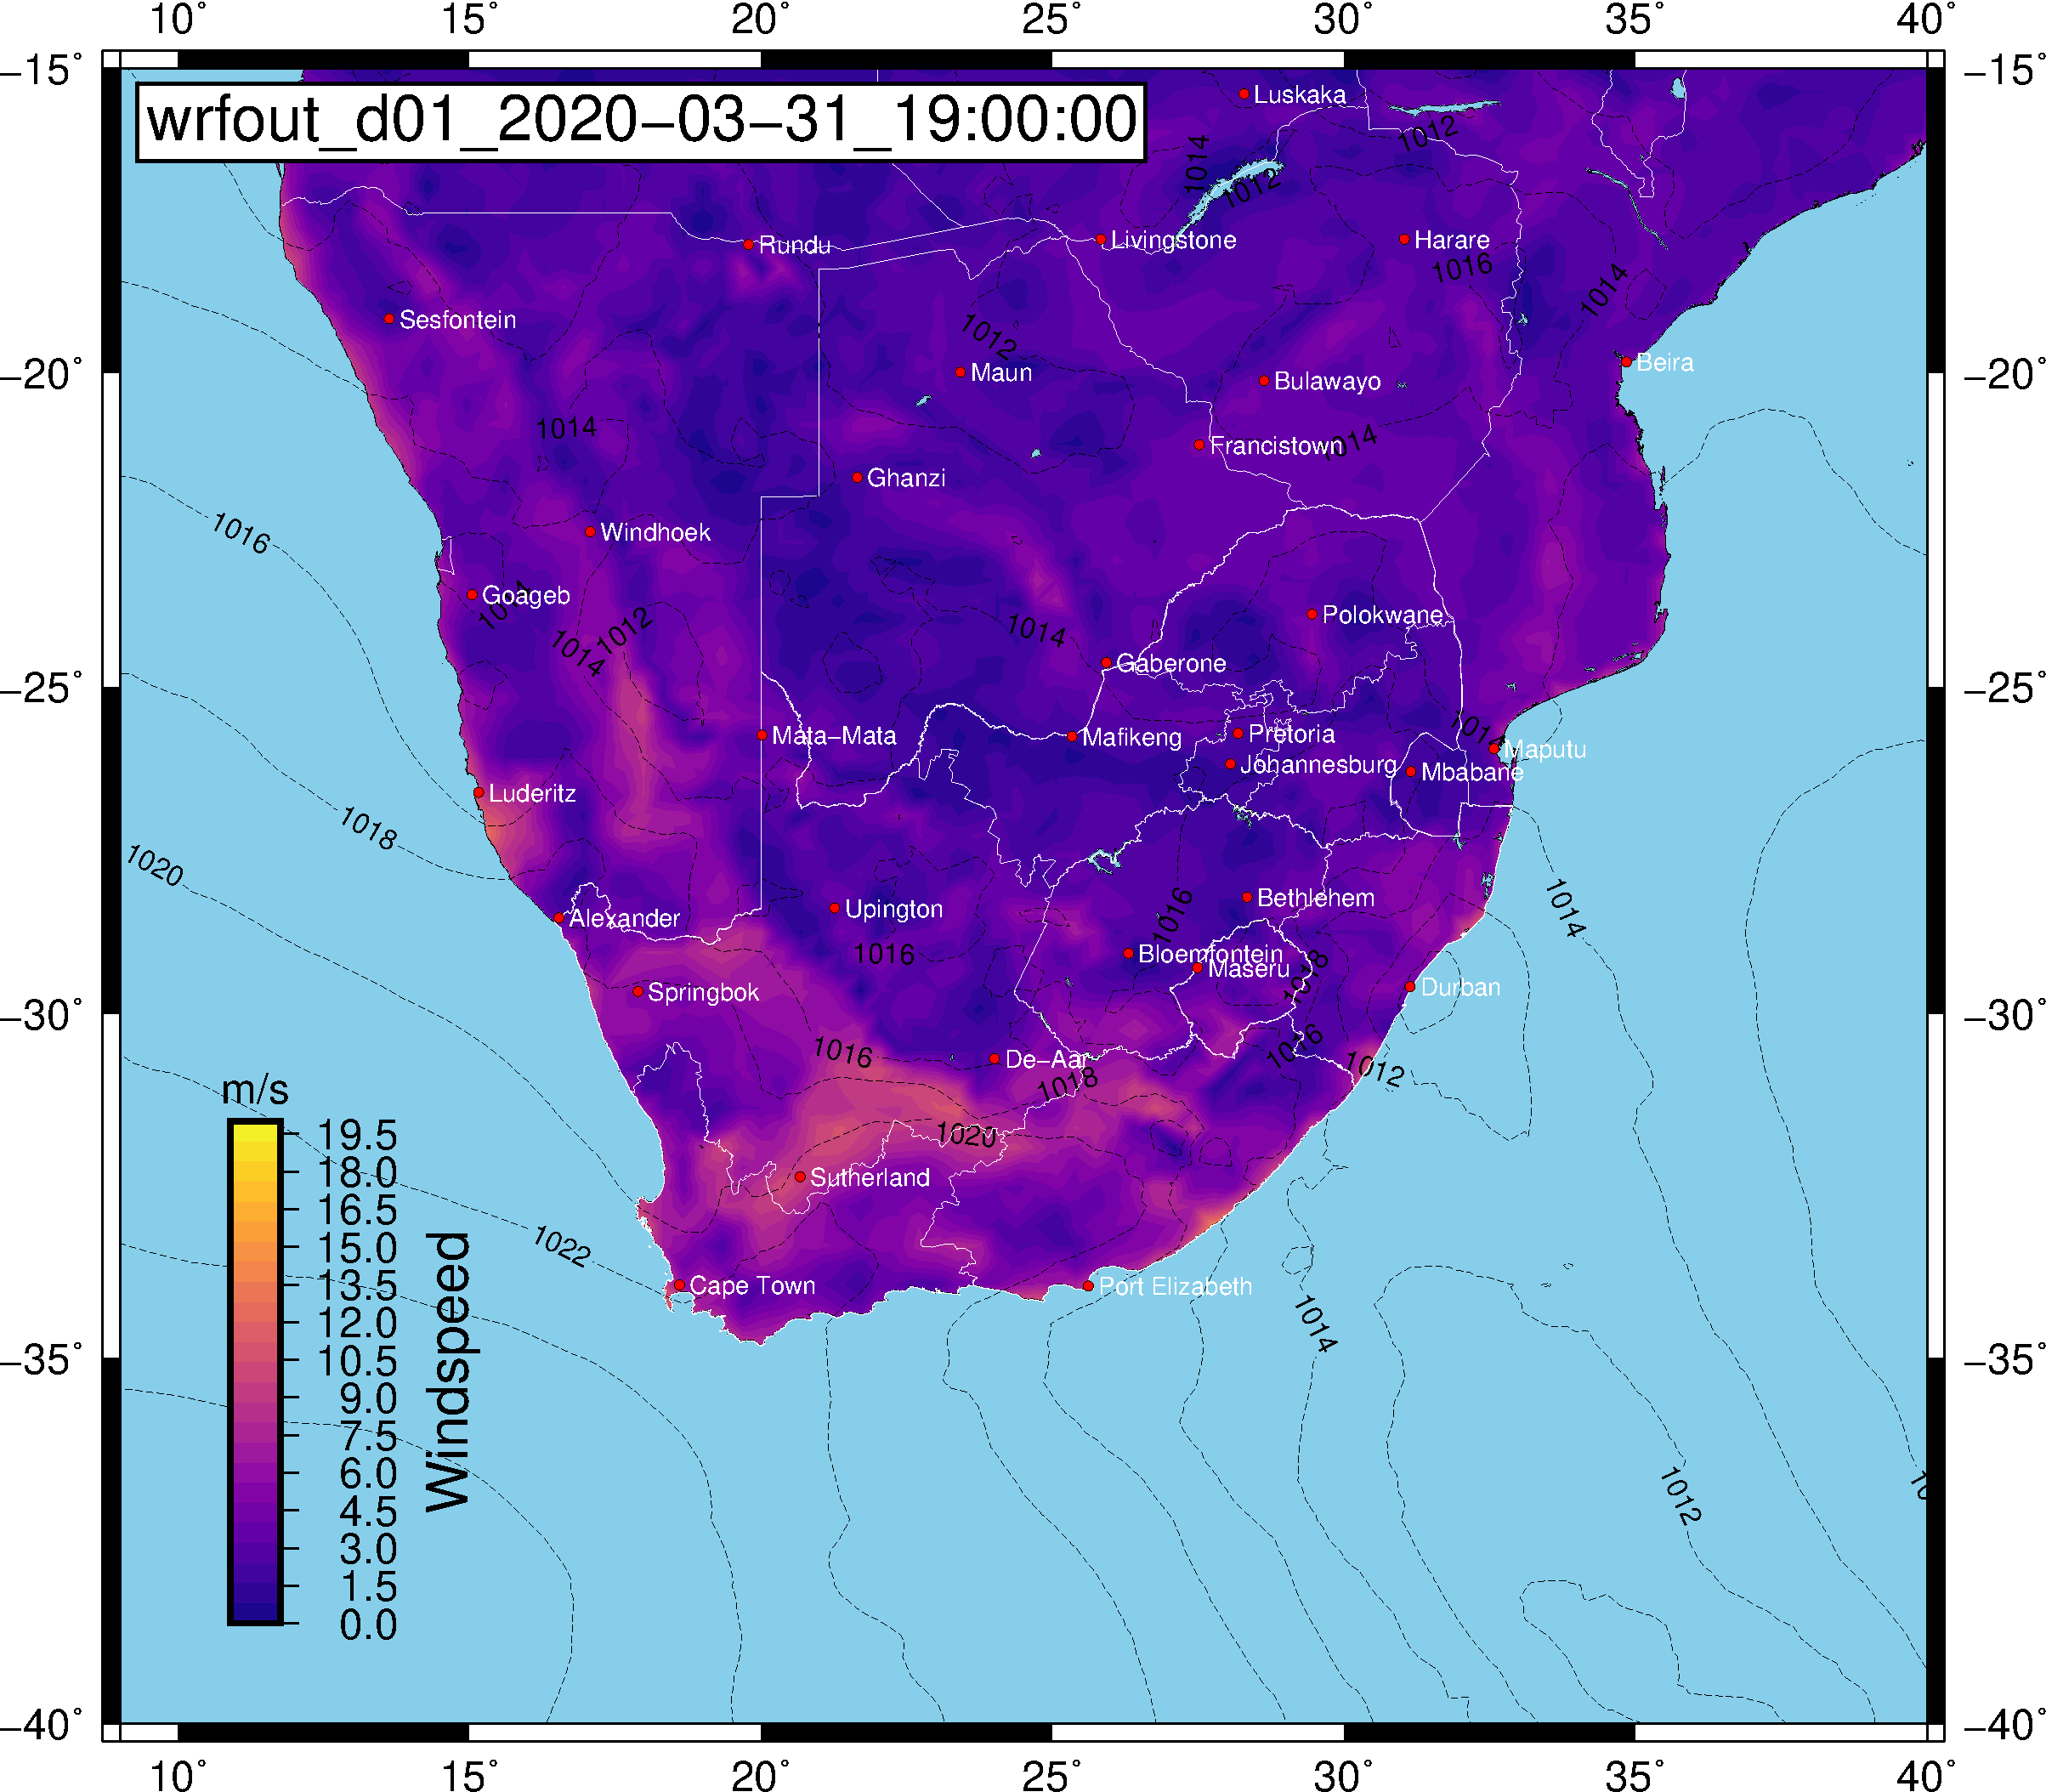 10° 15° 20° 25° 30° 35° 40°
−15° −15°
wrfout_d01_2020−03−31_19:00:00
Luskaka
1012
1014
1012
Rundu
Livingstone
Harare
1016
1014
Sesfontein
1012
Beira
−20° −20°
Maun
Bulawayo
1014
Francistown
1014
Ghanzi
1016
Windhoek
Goageb
1014
Polokwane
1012
1014
1014
Gaberone
−25° −25°
1014
Mata−Mata
Mafikeng
Pretoria
Maputu
Johannesburg
Mbabane
Luderitz
1018
1020
Bethlehem
1014
Upington
Alexander
1016
1016
Bloemfontein
Maseru
1018
Springbok
Durban
−30° −30°
1016
De−Aar
1016
1012
1018
m/s
1020
Sutherland
1022
Cape Town
Port Elizabeth
1014
19.5
18.0
16.5
15.0
13.5
12.0
10.5
9.0
7.5
6.0
4.5
3.0
1.5
0.0
Windspeed
−35° −35°
1012
−40° −40°
10° 15° 20° 25° 30° 35° 40°